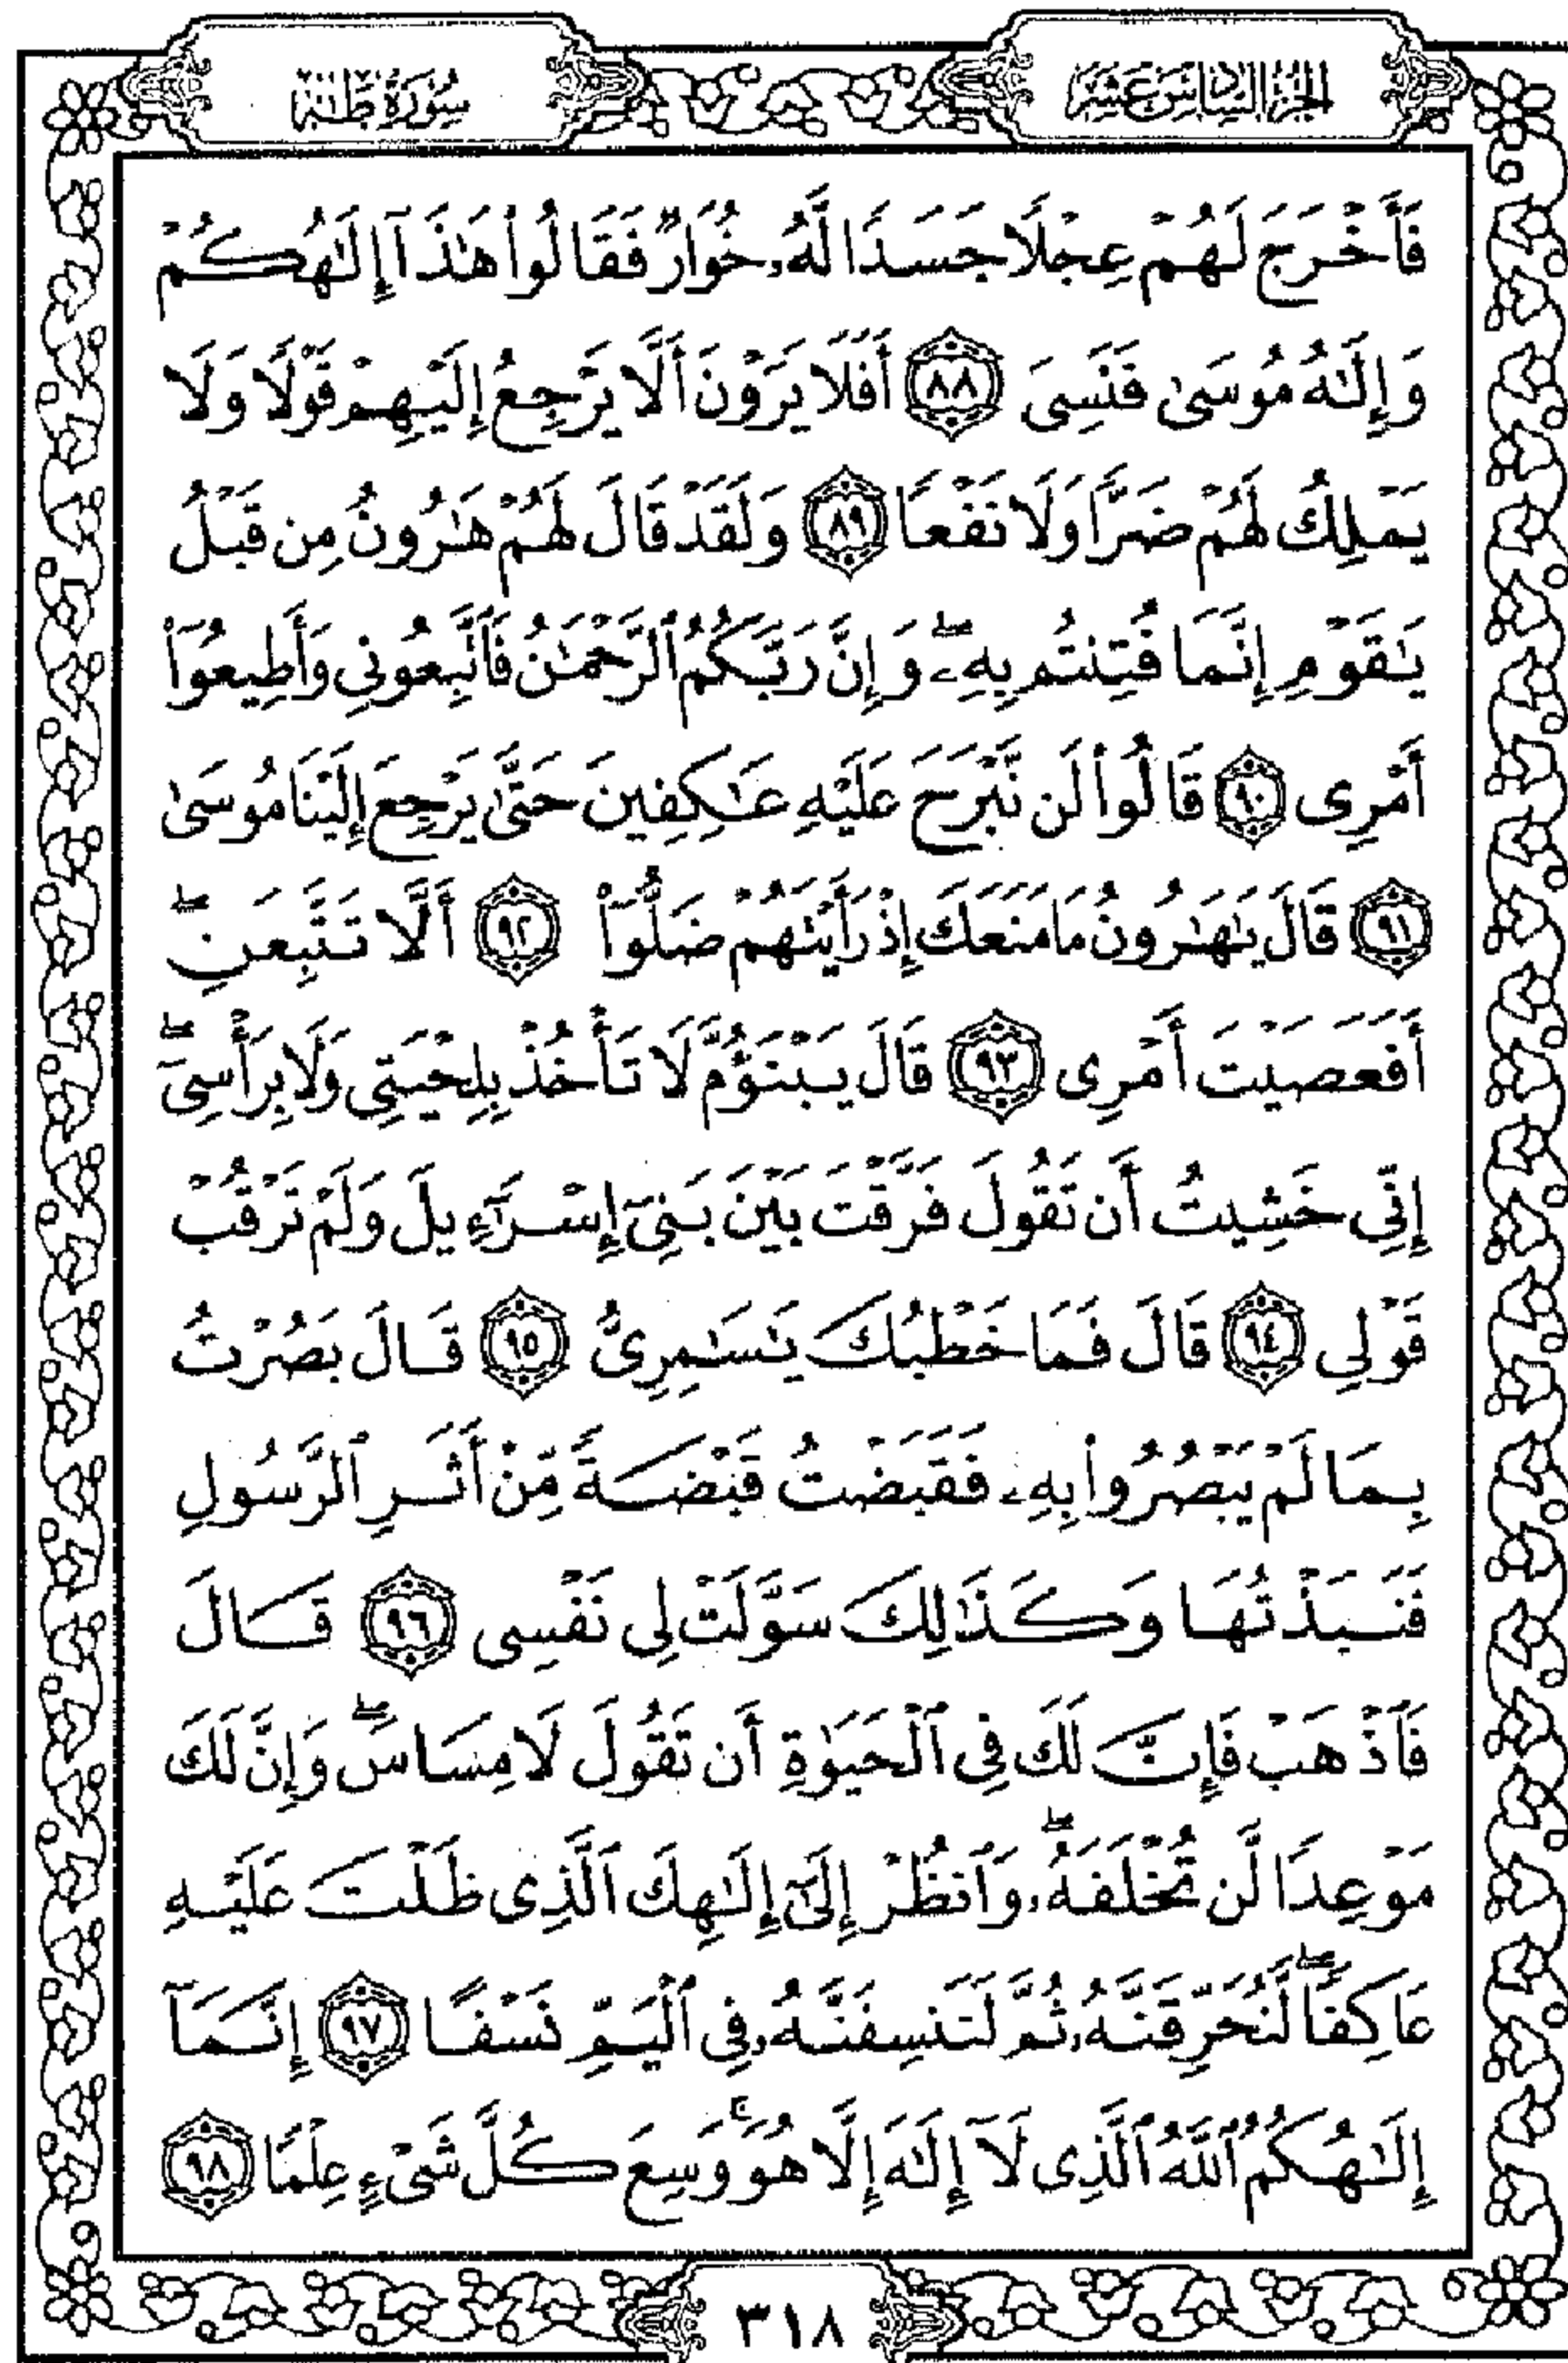 الجزء السادس عشر
سورة طه
فَأَخْرَجَ لَهُمْ عِجْلًا جَسَدًا لَّهُۥ خُوَارٌ فَقَالُوا۟ هَٰذَآ إِلَٰهُكُمْ
وَإِلَٰهُ مُوسَىٰ فَنَسِىَ ٨٨ أَفَلَا يَرَوْنَ أَلَّا يَرْجِعُ إِلَيْهِمْ قَوْلًا وَلَا
يَمْلِكُ لَهُمْ ضَرًّا وَلَا نَفْعًا ٨٩ وَلَقَدْ قَالَ لَهُمْ هَٰرُونُ مِن قَبْلُ
يَٰقَوْمِ إِنَّمَا فُتِنتُم بِهِۦ ۖ وَإِنَّ رَبَّكُمُ ٱلرَّحْمَٰنُ فَٱتَّبِعُونِى وَأَطِيعُوٓا۟
أَمْرِى ٩٠ قَالُوا۟ لَن نَّبْرَحَ عَلَيْهِ عَٰكِفِينَ حَتَّىٰ يَرْجِعَ إِلَيْنَا مُوسَىٰ
٩١ قَالَ يَٰهَٰرُونُ مَا مَنَعَكَ إِذْ رَأَيْتَهُمْ ضَلُّوٓا۟ ٩٢ أَلَّا تَتَّبِعَنِ ۖ
أَفَعَصَيْتَ أَمْرِى ٩٣ قَالَ يَبْنَؤُمَّ لَا تَأْخُذْ بِلِحْيَتِى وَلَا بِرَأْسِىٓ ۖ
إِنِّى خَشِيتُ أَن تَقُولَ فَرَّقْتَ بَيْنَ بَنِىٓ إِسْرَٰٓءِيلَ وَلَمْ تَرْقُبْ
قَوْلِى ٩٤ قَالَ فَمَا خَطْبُكَ يَٰسَٰمِرِىُّ ٩٥ قَالَ بَصُرْتُ
بِمَا لَمْ يَبْصُرُوا۟ بِهِۦ فَقَبَضْتُ قَبْضَةً مِّنْ أَثَرِ ٱلرَّسُولِ
فَنَبَذْتُهَا وَكَذَٰلِكَ سَوَّلَتْ لِى نَفْسِى ٩٦ قَالَ
فَٱذْهَبْ فَإِنَّ لَكَ فِى ٱلْحَيَوٰةِ أَن تَقُولَ لَا مِسَاسَ ۖ وَإِنَّ لَكَ
مَوْعِدًا لَّن تُخْلَفَهُۥ ۖ وَٱنظُرْ إِلَىٰٓ إِلَٰهِكَ ٱلَّذِى ظَلْتَ عَلَيْهِ
عَاكِفًا ۖ لَّنُحَرِّقَنَّهُۥ ثُمَّ لَنَنسِفَنَّهُۥ فِى ٱلْيَمِّ نَسْفًا ٩٧ إِنَّمَآ
إِلَٰهُكُمُ ٱللَّهُ ٱلَّذِى لَآ إِلَٰهَ إِلَّا هُوَ ۚ وَسِعَ كُلَّ شَىْءٍ عِلْمًا ٩٨
٣١٨